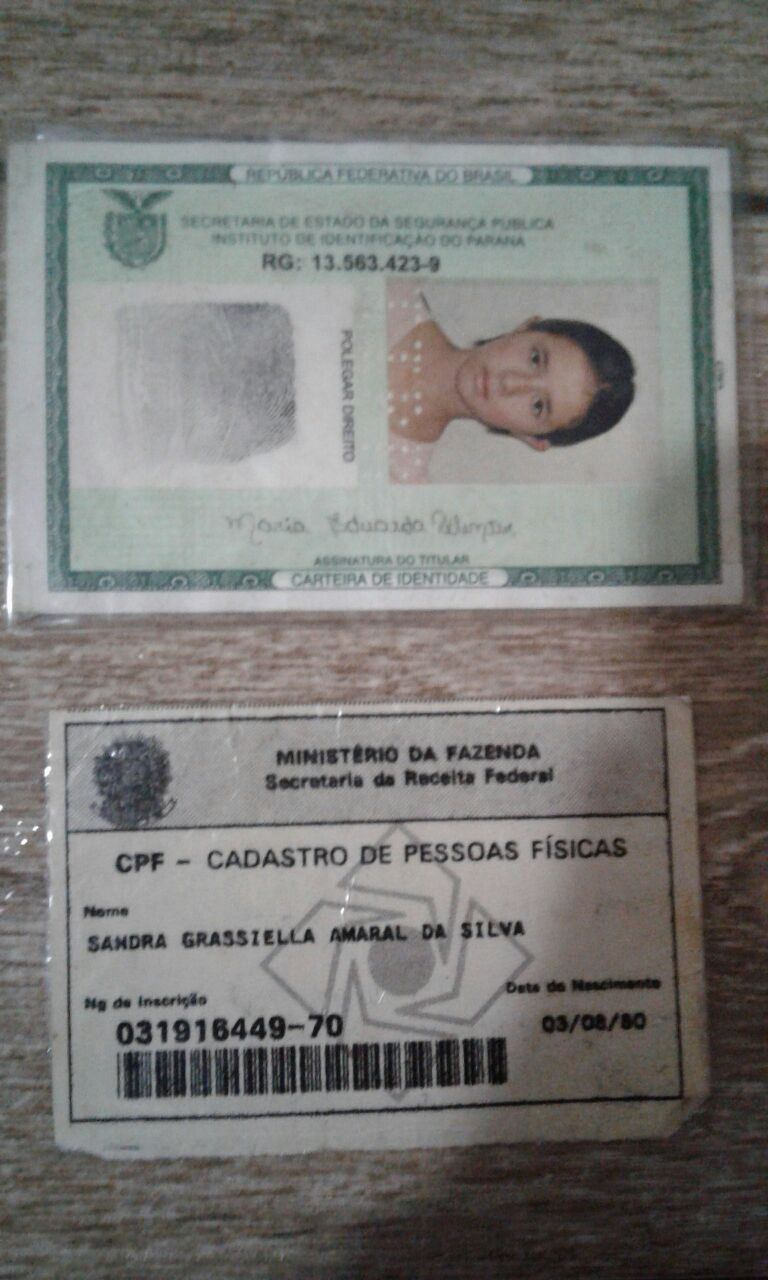 REPÚBLICA FEDERATIVA DO BRASIL
SECRETARIA DE ESTADO DA SEGURANÇA PÚBLICA
INSTITUTO DE IDENTIFICAÇÃO DO PARANÁ
RG: 13.563.423-9
POLEGAR DIREITO
Maria Eduarda
ASSINATURA DO TITULAR
CARTEIRA DE IDENTIDADE
MINISTÉRIO DA FAZENDA
Secretaria da Receita Federal
CPF - CADASTRO DE PESSOAS FÍSICAS
Nome
SANDRA GRASSIELLA AMARAL DA SILVA
Nº de Inscrição
Data de Nascimento
031916449-70
03/08/80